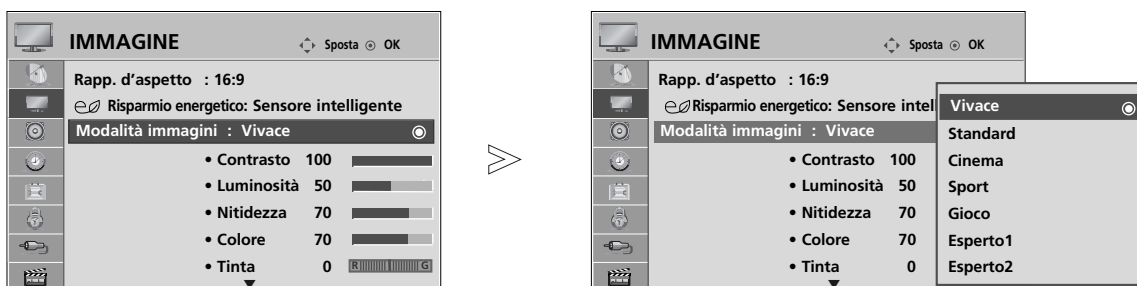 IMMAGINE Sposta OK
Rapp. d'aspetto : 16:9
Risparmio energetico: Sensore intelligente
Modalità immagini : Vivace
• Contrasto 100
• Luminosità 50
• Nitidezza 70
• Colore 70
• Tinta 0 R G
IMMAGINE Sposta OK
Rapp. d'aspetto : 16:9
Risparmio energetico: Sensore intel
Modalità immagini : Vivace
• Contrasto 100
• Luminosità 50
• Nitidezza 70
• Colore 70
• Tinta 0
Vivace
Standard
Cinema
Sport
Gioco
Esperto1
Esperto2